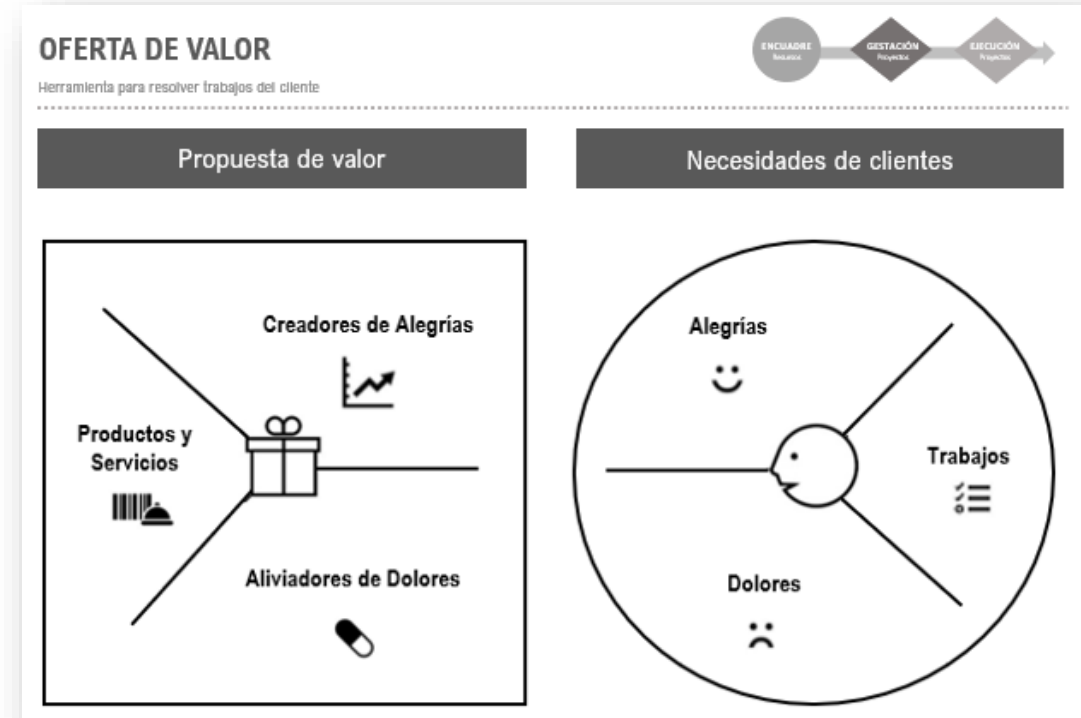 OFERTA DE VALOR
Herramienta para resolver trabajos del cliente
ENCUADRE
Recursos
GESTACIÓN
Proyectos
EJECUCIÓN
Proyectos
Propuesta de valor
Necesidades de clientes
Creadores de Alegrías
Productos y
Servicios
Aliviadores de Dolores
Alegrías
Trabajos
Dolores